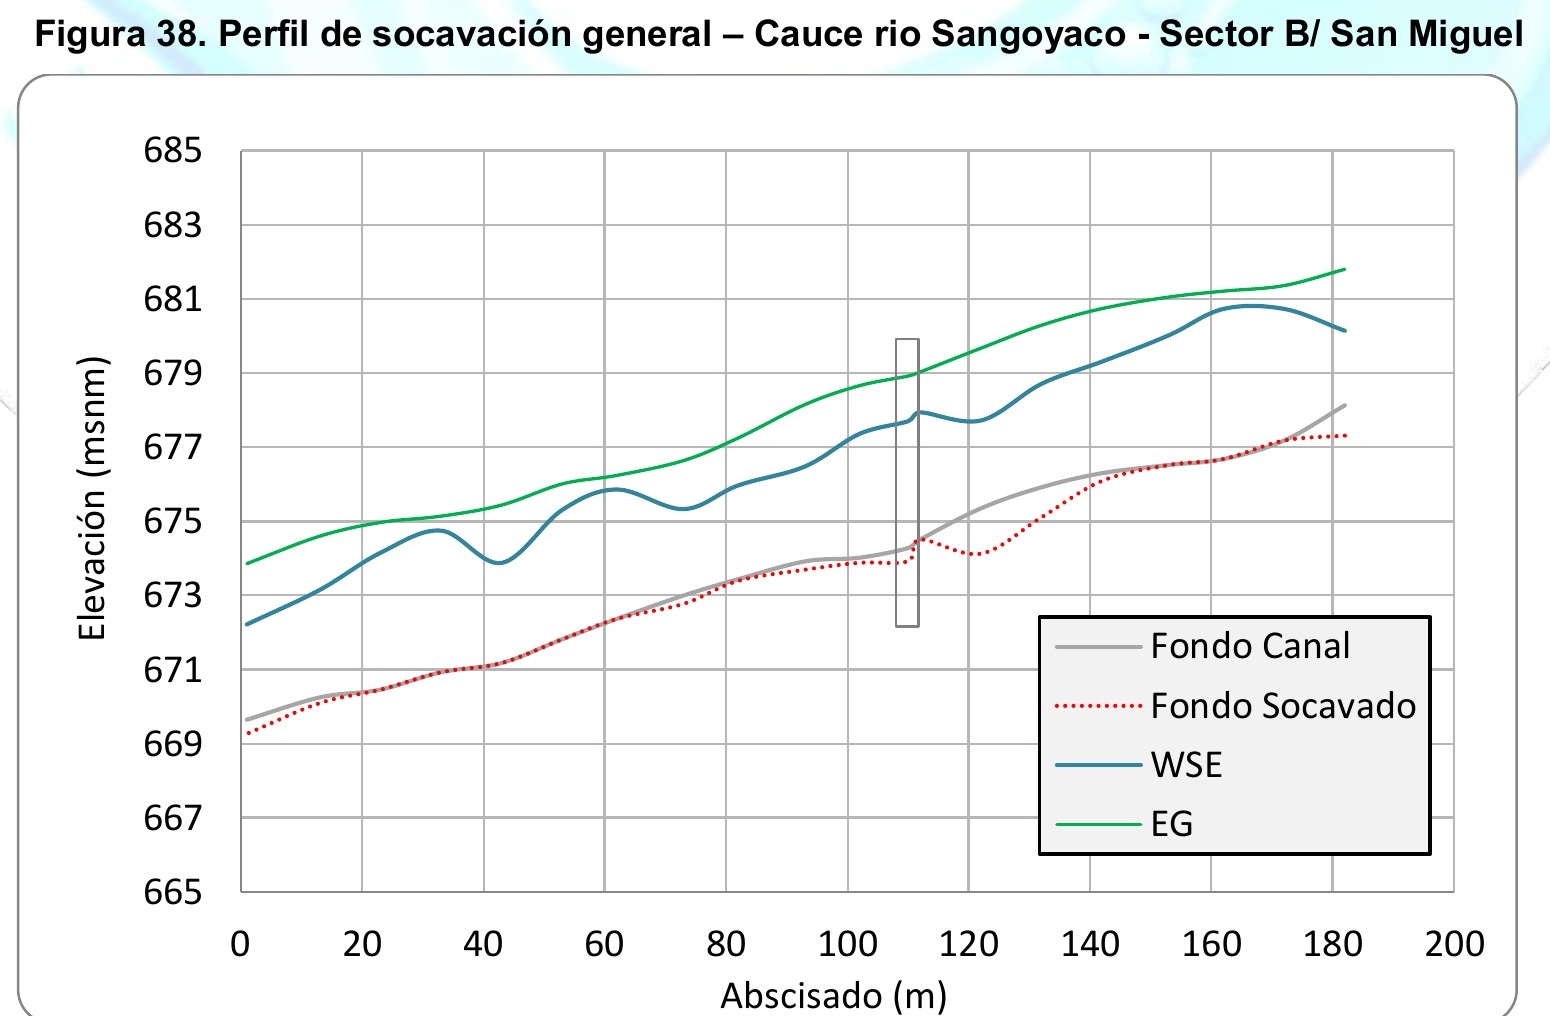 Figura 38. Perfil de socavación general – Cauce rio Sangoyaco - Sector B/ San Miguel
685
683
681
679
677
675
673
671
669
667
665
Elevación (msnm)
Fondo Canal
Fondo Socavado
WSE
EG
0 20 40 60 80 100 120 140 160 180 200
Abscisado (m)